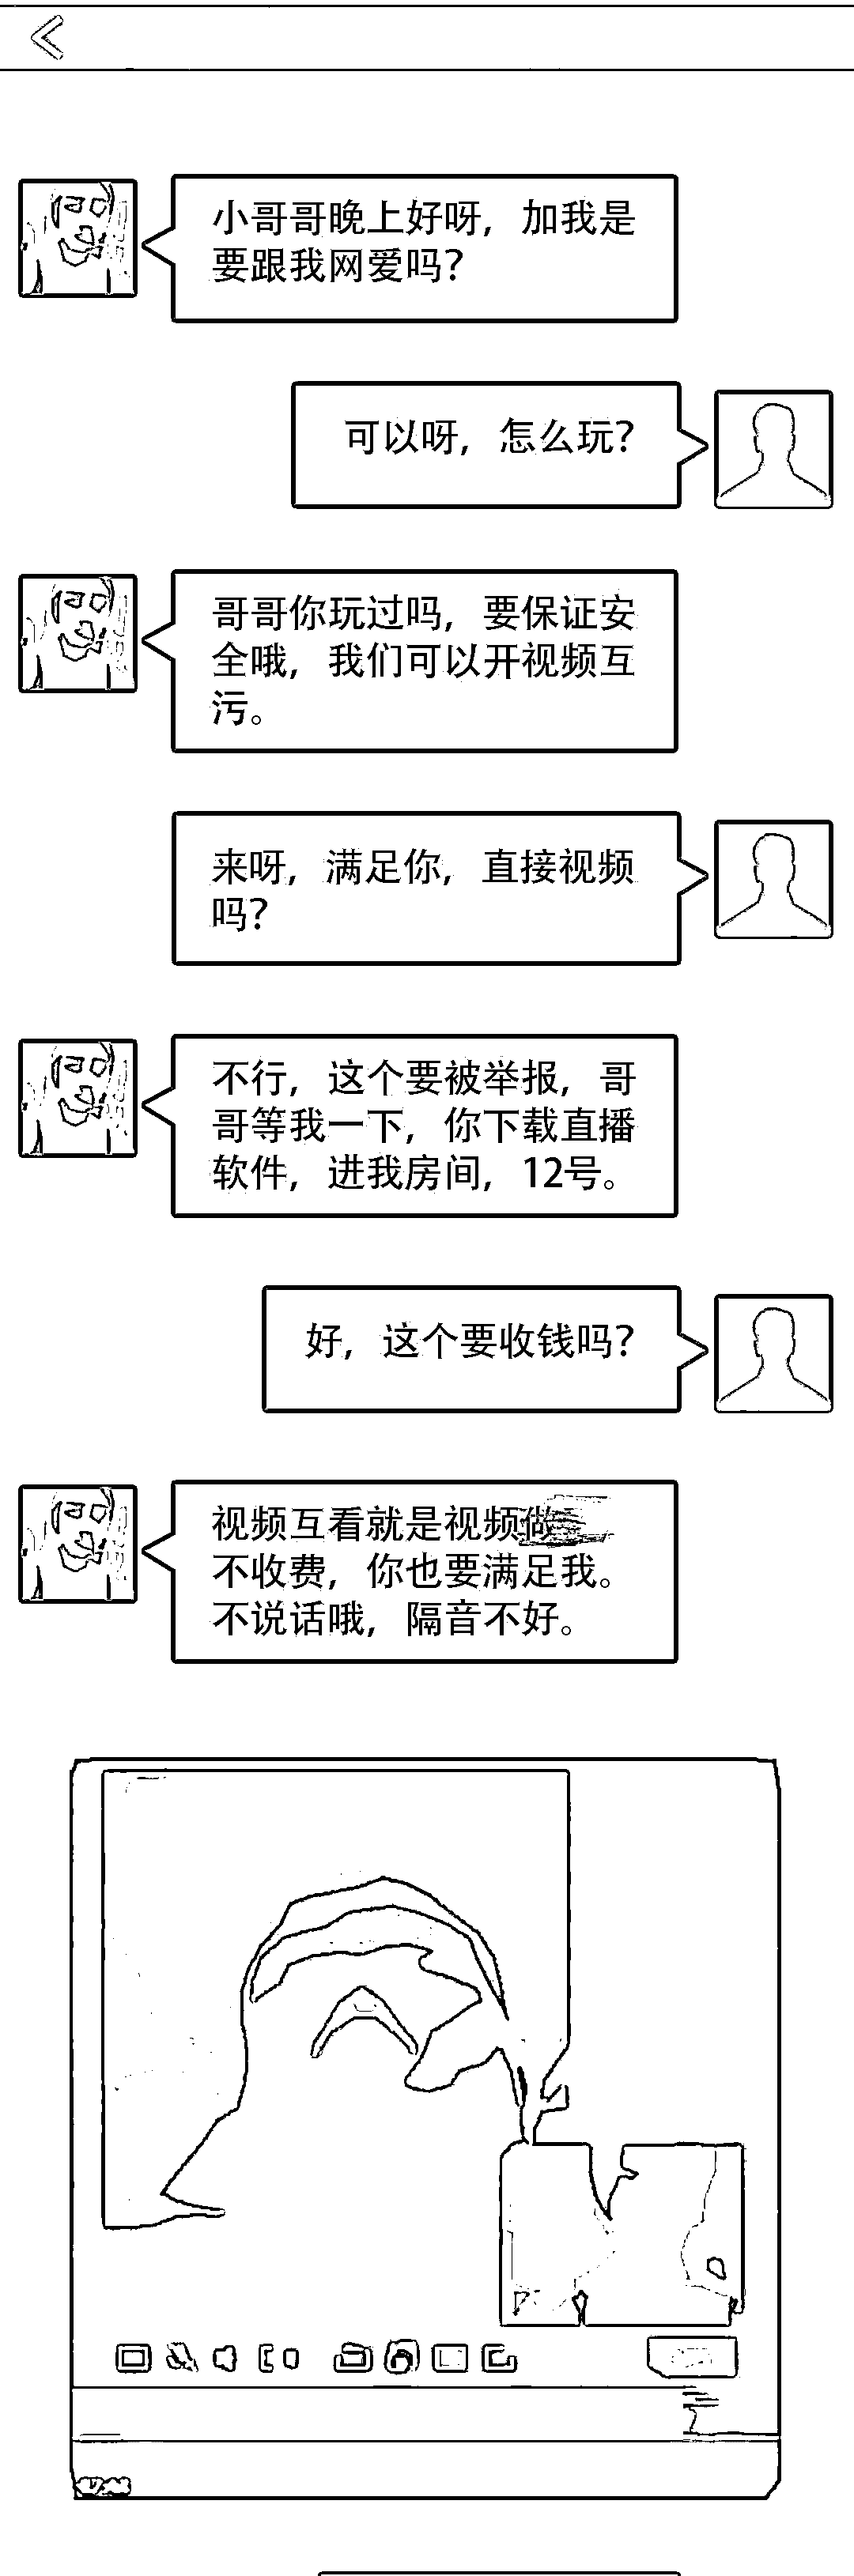 小哥哥晚上好呀，加我是
要跟我网爱吗？
可以呀，怎么玩？
哥哥你玩过吗，要保证安
全哦，我们可以开视频互
污。
来呀，满足你，直接视频
吗？
不行，这个要被举报，哥
哥等我一下，你下载直播
软件，进我房间，12号。
好，这个要收钱吗？
视频互看就是视频做
不收费，你也要满足我。
不说话哦，隔音不好。